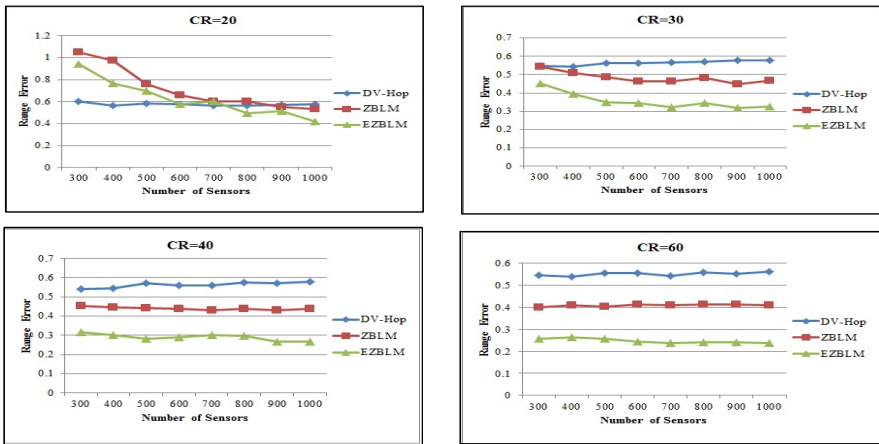 CR=20
1.2
1
0.8
0.6
0.4
0.2
0
Range Error
300 400 500 600 700 800 900 1000
Number of Sensors
DV-Hop
ZBLM
EZBLM
CR=30
0.7
0.6
0.5
0.4
0.3
0.2
0.1
0
Range Error
300 400 500 600 700 800 900 1000
Number of Sensors
DV-Hop
ZBLM
EZBLM
CR=40
0.7
0.6
0.5
0.4
0.3
0.2
0.1
0
Range Error
300 400 500 600 700 800 900 1000
Number of Sensors
DV-Hop
ZBLM
EZBLM
CR=60
0.6
0.5
0.4
0.3
0.2
0.1
0
Range Error
300 400 500 600 700 800 900 1000
Number of Sensors
DV-Hop
ZBLM
EZBLM